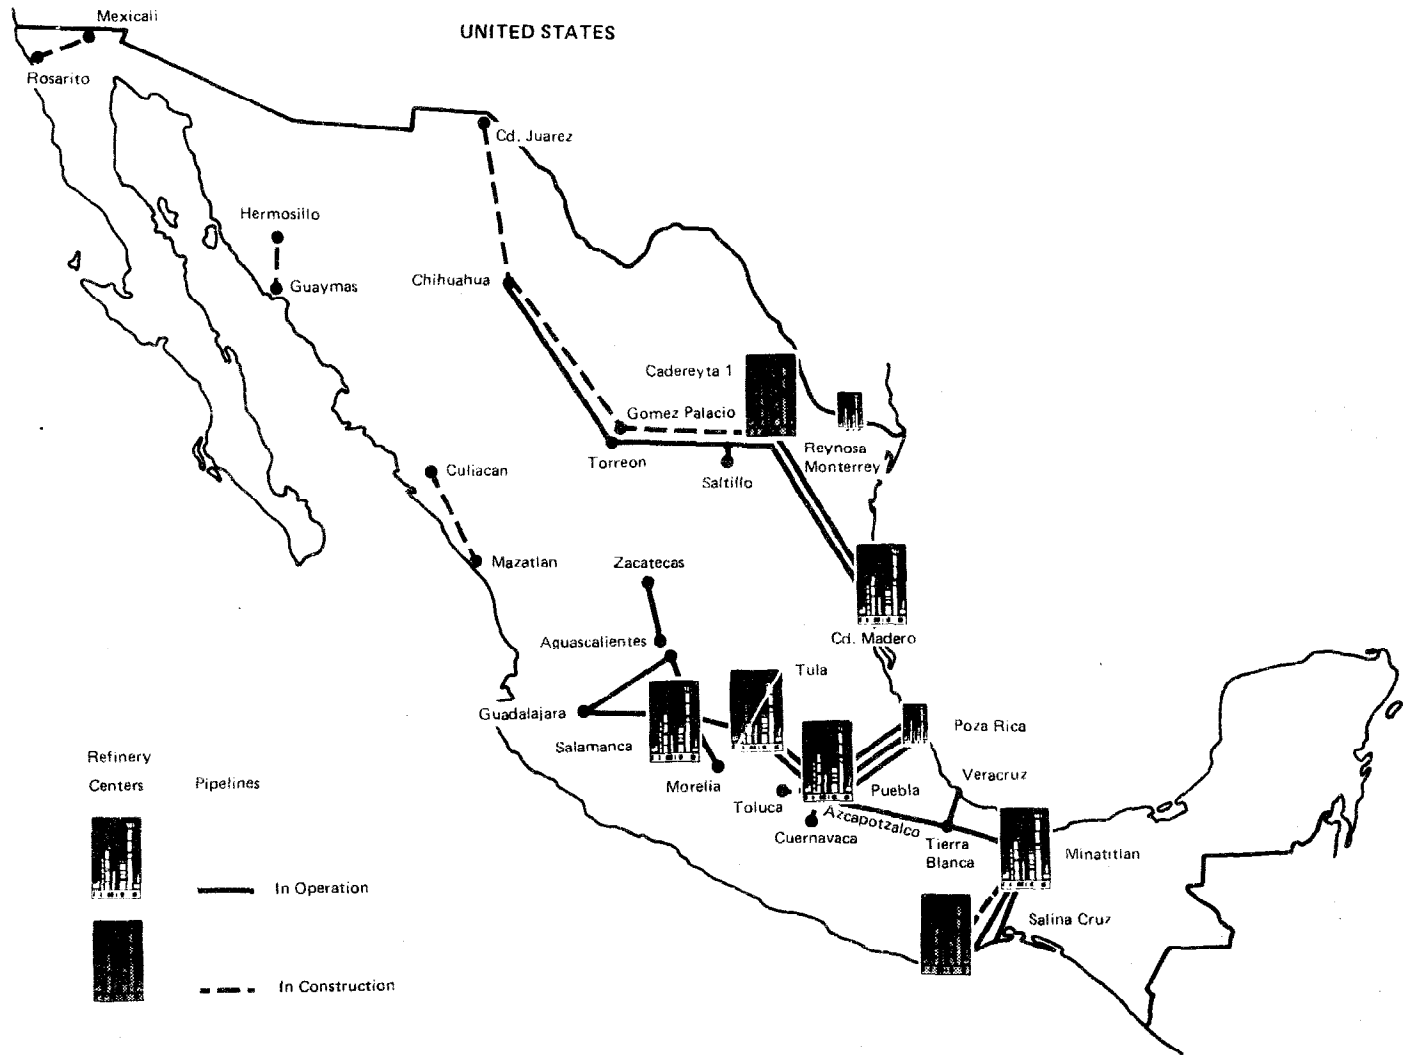 Mexicali
UNITED STATES
Rosarito
Cd. Juarez
Hermosillo
Chihuahua
Guaymas
Cadereyta 1
Gomez Palacio
Reynosa
Monterrey
Torreon
Saltillo
Culiacan
Mazatlan
Zacatecas
Cd. Madero
Aguascalientes
Tula
Guadalajara
Salamanca
Poza Rica
Morelia
Toluca
Puebla
Veracruz
Azcapotzalco
Cuernavaca
Tierra
Blanca
Minatitlan
Salina Cruz
Refinery
Centers
Pipelines
In Operation
In Construction